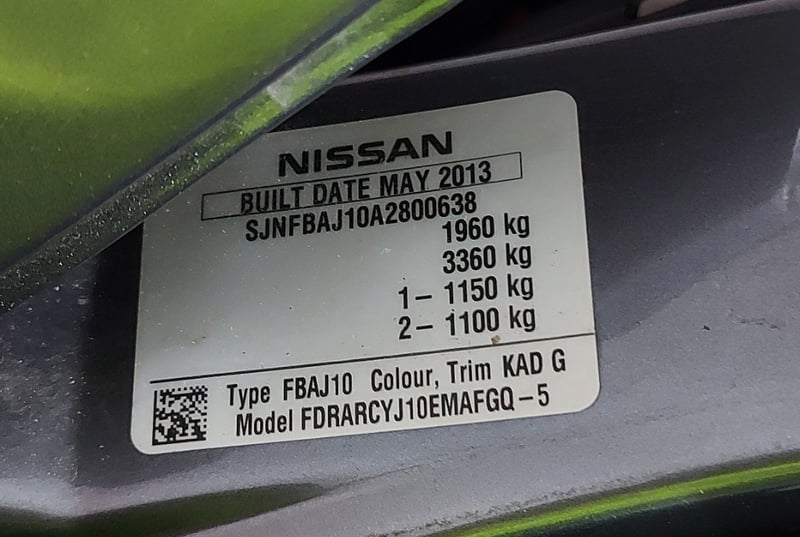 NISSAN
BUILT DATE MAY 2013
SJNFBAJ10A2800638
1960 kg
3360 kg
1– 1150 kg
2– 1100 kg
Type FBAJ10 Colour, Trim KAD G
Model FDRARCYJ10EMAFGQ–5